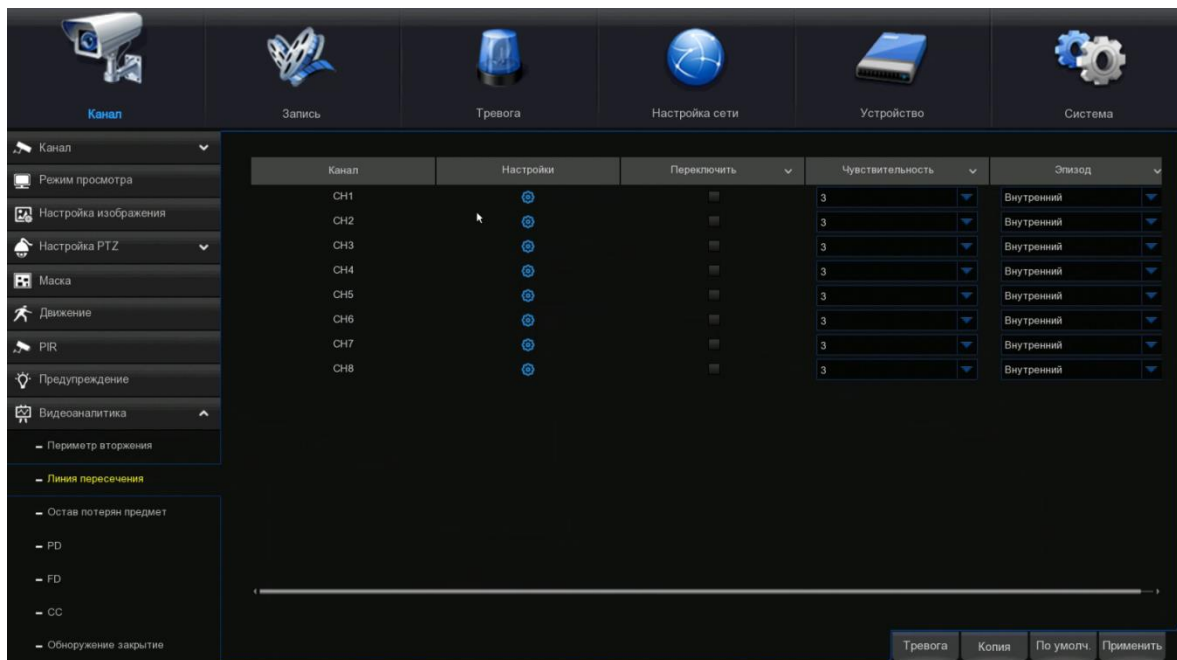 Канал Запись Тревога Настройка сети Устройство Система
Канал
Режим просмотра
Настройка изображения
Настройка PTZ
Маска
Движение
PIR
Предупреждение
Видеоаналитика
Периметр вторжения
Линия пересечения
Остав потерян предмет
PD
FD
CC
Обноружение закрытие
Канал Настройки Переключить Чувствительность Эпизод
CH1 3 Внутренний
CH2 3 Внутренний
CH3 3 Внутренний
CH4 3 Внутренний
CH5 3 Внутренний
CH6 3 Внутренний
CH7 3 Внутренний
CH8 3 Внутренний
Тревога Копия По умолч. Применить